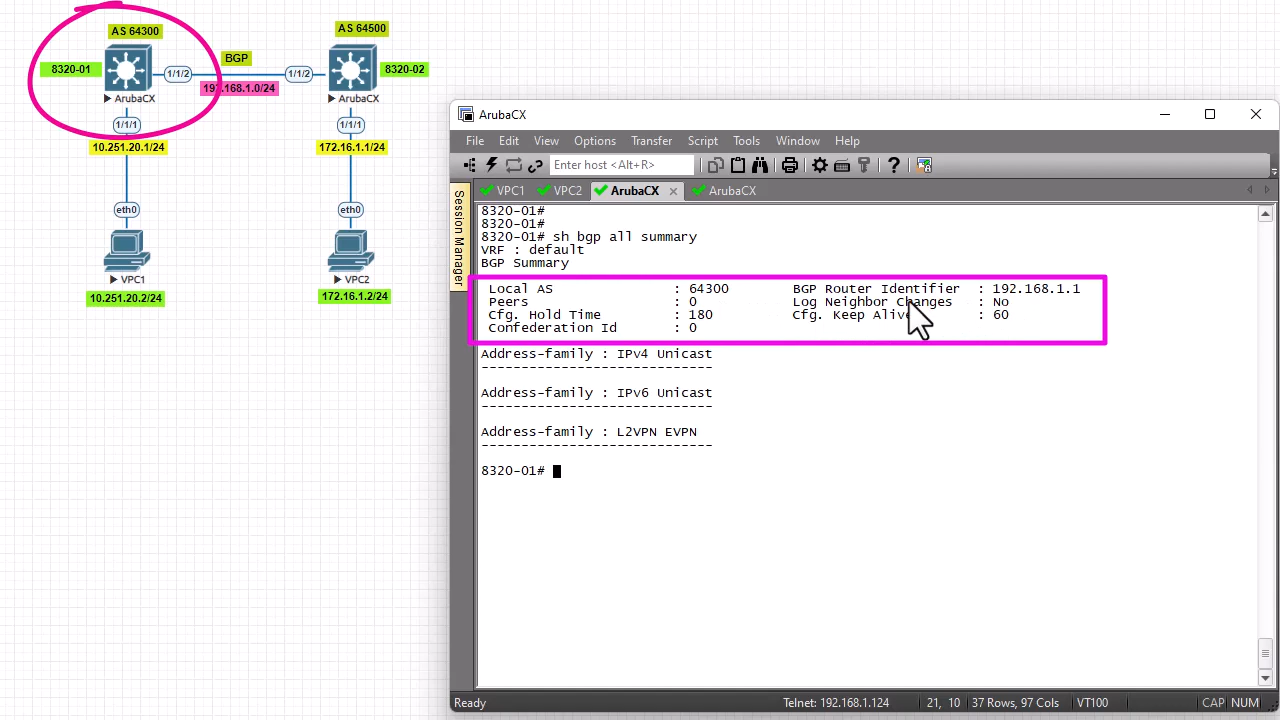 AS 64300
AS 64500
BGP
8320-01
1/1/2
1/1/2
8320-02
192.168.1.0/24
ArubaCX
ArubaCX
1/1/1
1/1/1
10.251.20.1/24
172.16.1.1/24
eth0
eth0
VPC1
VPC2
10.251.20.2/24
172.16.1.2/24
ArubaCX
File Edit View Options Transfer Script Tools Window Help
Enter host <Alt+R>
Session Manager
VPC1 VPC2 ArubaCX ArubaCX
8320-01#
8320-01#
8320-01# sh bgp all summary
VRF : default
BGP Summary
Local AS : 64300 BGP Router Identifier : 192.168.1.1
Peers : 0 Log Neighbor Changes : No
Cfg. Hold Time : 180 Cfg. Keep Alive : 60
Confederation Id : 0
Address-family : IPv4 Unicast
-----------------------------
Address-family : IPv6 Unicast
-----------------------------
Address-family : L2VPN EVPN
-----------------------------
8320-01#
Ready Telnet: 192.168.1.124 21, 10 37 Rows, 97 Cols VT100 CAP NUM